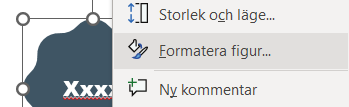 Storlek och läge...
Formatera figur...
Xxxx
Ny kommentar